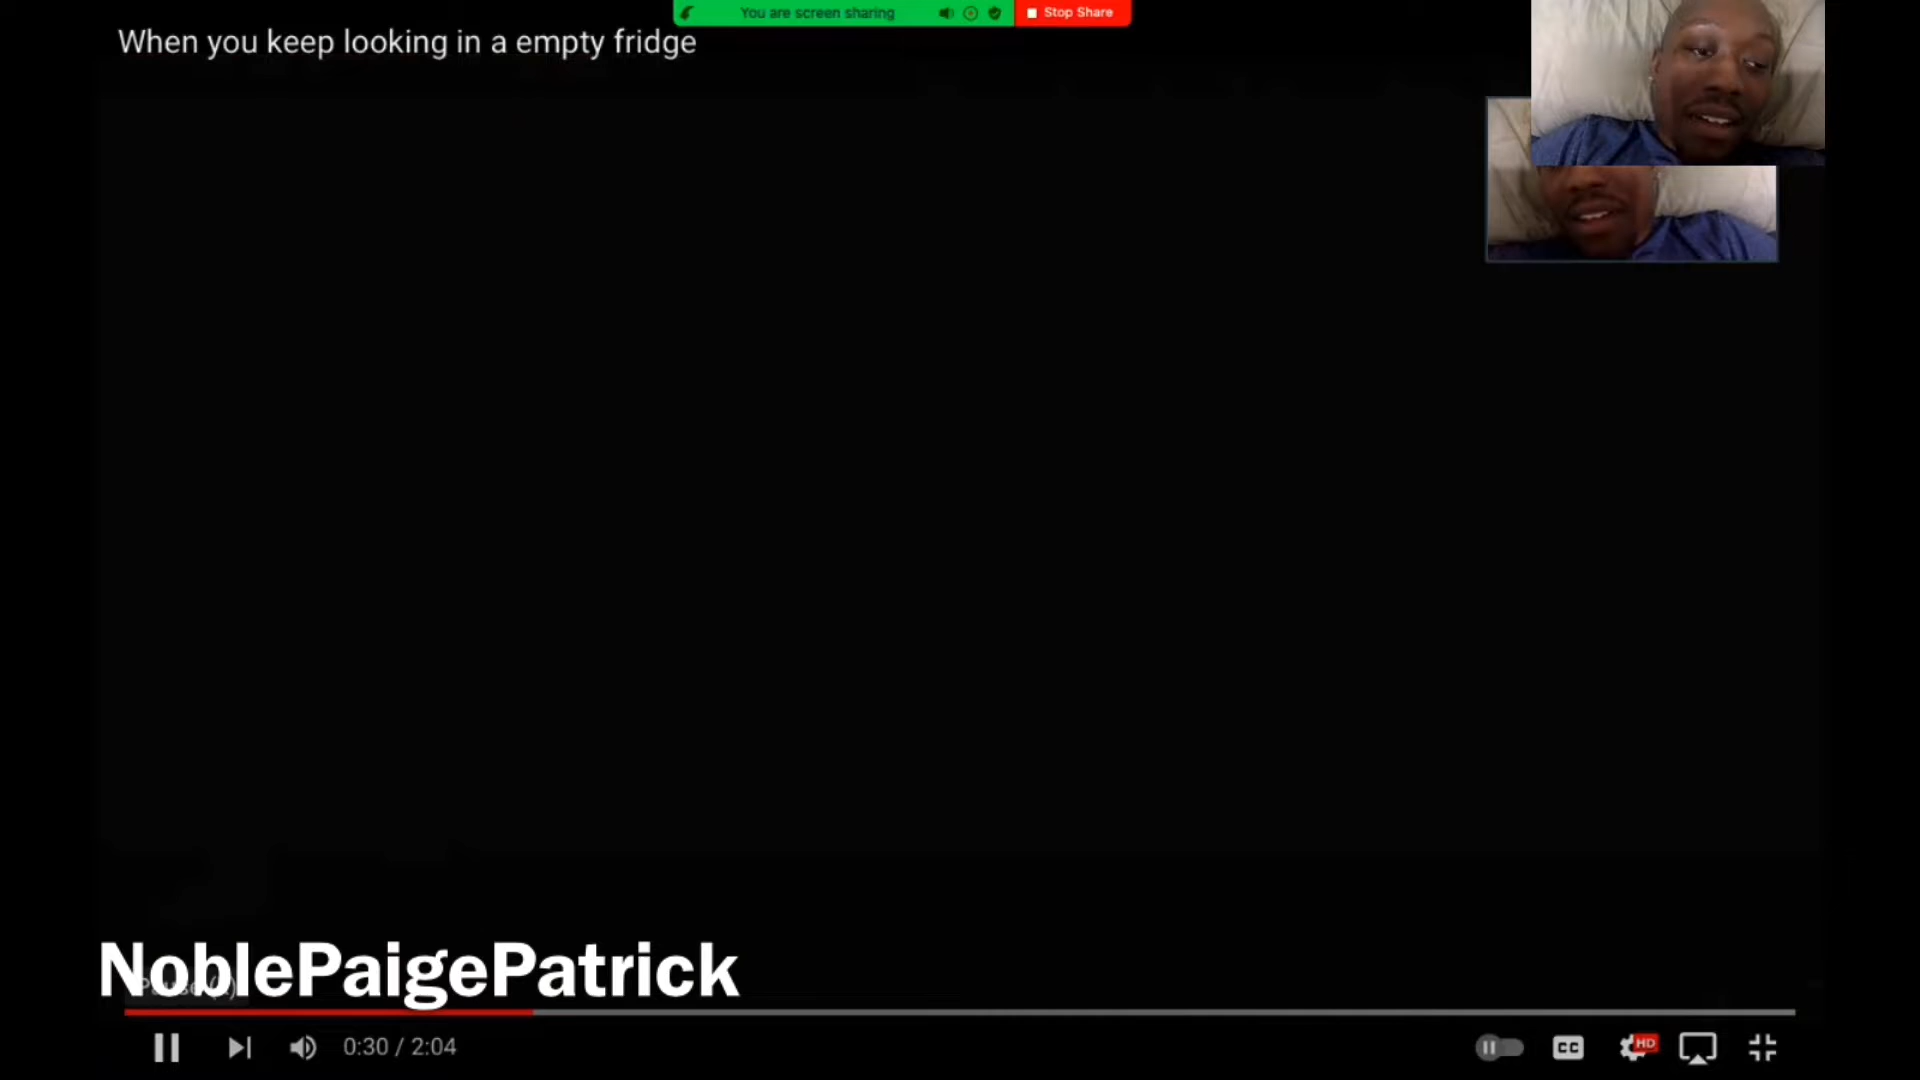 You are screen sharing
Stop Share
When you keep looking in a empty fridge
NoblePaigePatrick
0:30 / 2:04
CC
HD